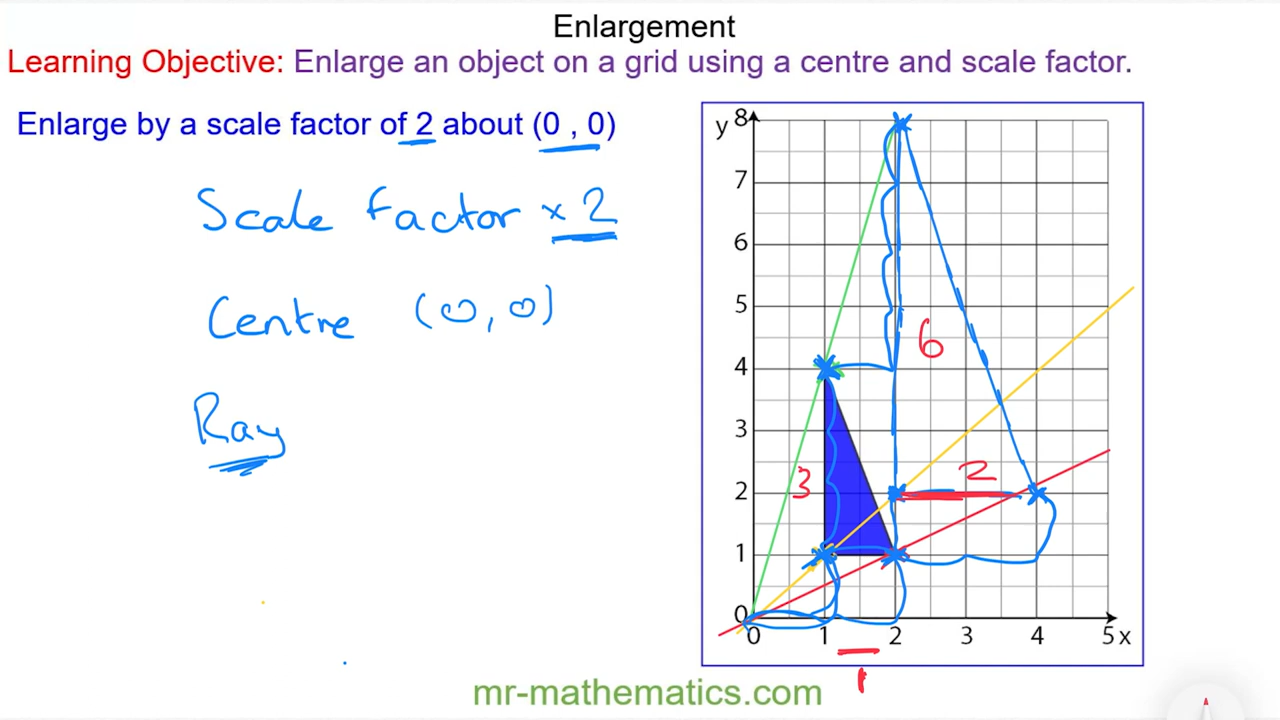 Enlargement
Learning Objective: Enlarge an object on a grid using a centre and scale factor.
Enlarge by a scale factor of 2 about (0 , 0)
Scale Factor × 2
Centre (0, 0)
Ray
y 8
7
6
5
6
4
3
3
2
2
1
0
0 1 2 3 4 5 x
1
mr-mathematics.com